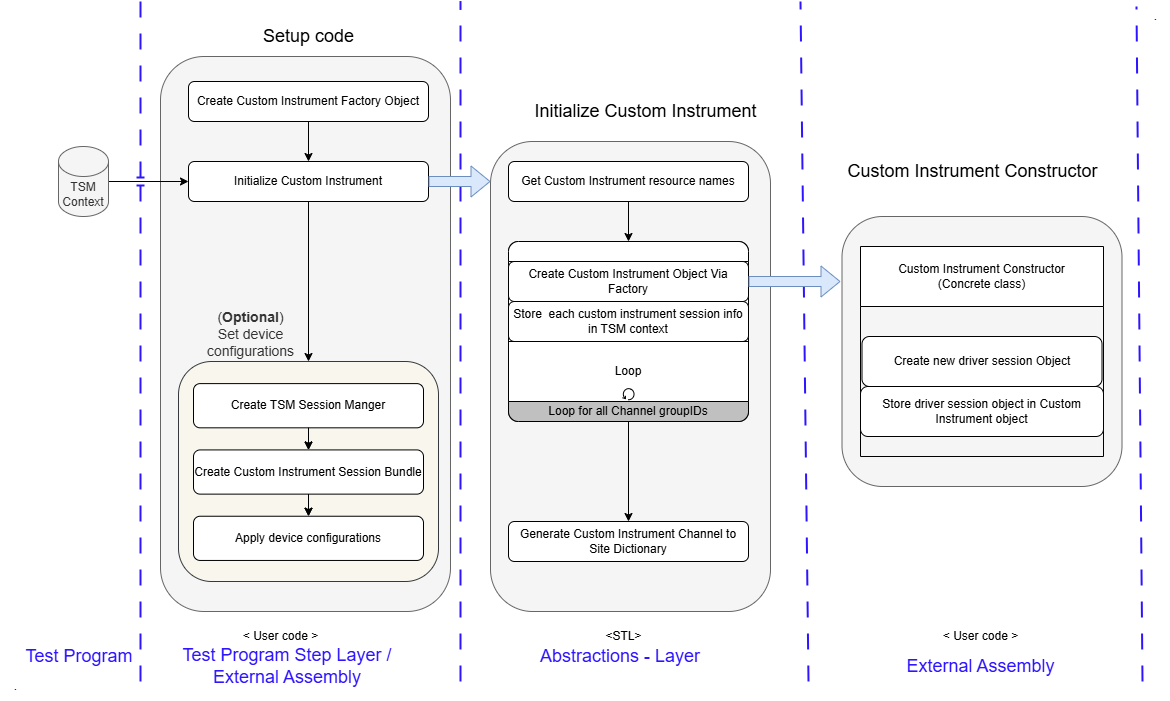 Setup code
Create Custom Instrument Factory Object
TSM
Context
Initialize Custom Instrument
(Optional)
Set device
configurations
Create TSM Session Manger
Create Custom Instrument Session Bundle
Apply device configurations
Initialize Custom Instrument
Get Custom Instrument resource names
Create Custom Instrument Object Via
Factory
Store each custom instrument session info
in TSM context
Loop
Loop for all Channel groupIDs
Generate Custom Instrument Channel to
Site Dictionary
Custom Instrument Constructor
Custom Instrument Constructor
(Concrete class)
Create new driver session Object
Store driver session object in Custom
Instrument object
Test Program
< User code >
Test Program Step Layer /
External Assembly
<STL>
Abstractions - Layer
< User code >
External Assembly